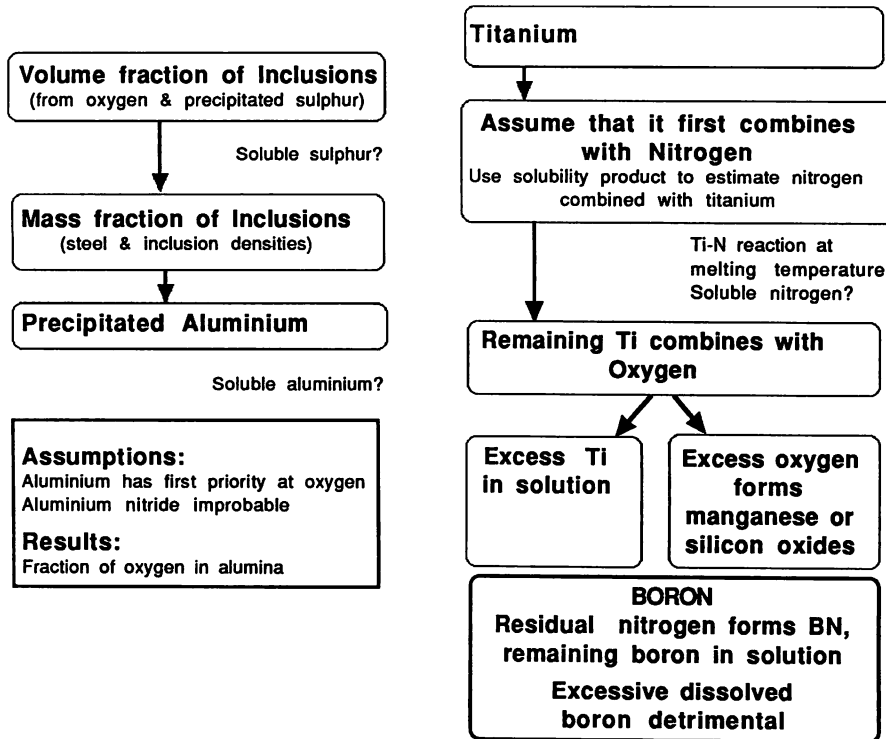 Volume fraction of Inclusions
(from oxygen & precipitated sulphur)
Soluble sulphur?
Mass fraction of Inclusions
(steel & inclusion densities)
Precipitated Aluminium
Soluble aluminium?
Assumptions:
Aluminium has first priority at oxygen
Aluminium nitride improbable
Results:
Fraction of oxygen in alumina
Titanium
Assume that it first combines
with Nitrogen
Use solubility product to estimate nitrogen
combined with titanium
Ti-N reaction at
melting temperature
Soluble nitrogen?
Remaining Ti combines with
Oxygen
Excess Ti
in solution
Excess oxygen
forms
manganese or
silicon oxides
BORON
Residual nitrogen forms BN,
remaining boron in solution
Excessive dissolved
boron detrimental